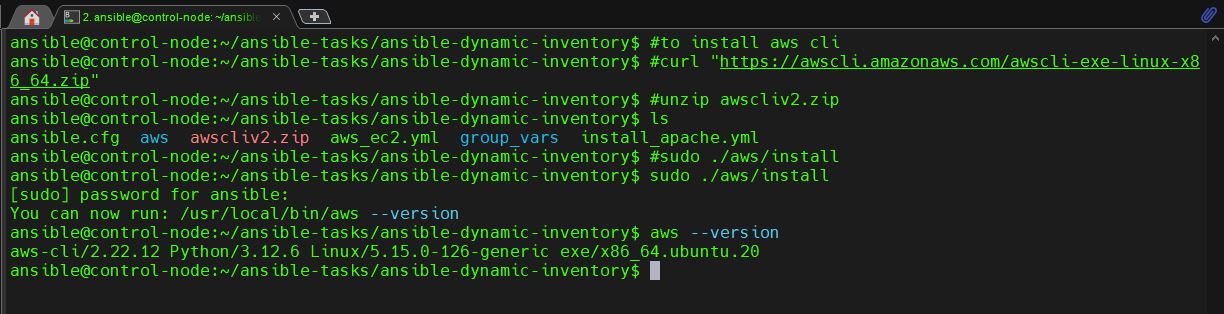 2. ansible@control-node: ~/ansible
ansible@control-node:~/ansible-tasks/ansible-dynamic-inventory$ #to install aws cli
ansible@control-node:~/ansible-tasks/ansible-dynamic-inventory$ #curl "https://awscli.amazonaws.com/awscli-exe-linux-x8
6_64.zip"
ansible@control-node:~/ansible-tasks/ansible-dynamic-inventory$ #unzip awscliv2.zip
ansible@control-node:~/ansible-tasks/ansible-dynamic-inventory$ ls
ansible.cfg  aws  awscliv2.zip  aws_ec2.yml  group_vars  install_apache.yml
ansible@control-node:~/ansible-tasks/ansible-dynamic-inventory$ #sudo ./aws/install
ansible@control-node:~/ansible-tasks/ansible-dynamic-inventory$ sudo ./aws/install
[sudo] password for ansible:
You can now run: /usr/local/bin/aws --version
ansible@control-node:~/ansible-tasks/ansible-dynamic-inventory$ aws --version
aws-cli/2.22.12 Python/3.12.6 Linux/5.15.0-126-generic exe/x86_64.ubuntu.20
ansible@control-node:~/ansible-tasks/ansible-dynamic-inventory$